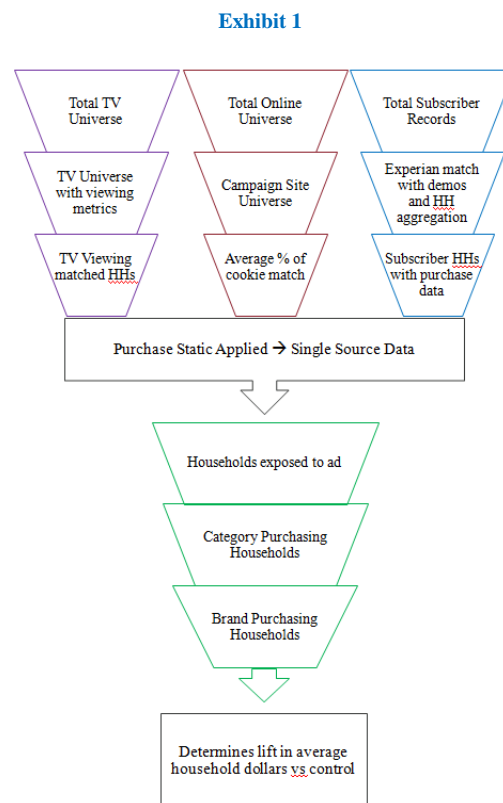 Exhibit 1
Total TV
Universe
Total Online
Universe
Total Subscriber
Records
TV Universe
with viewing
metrics
Campaign Site
Universe
Experian match
with demos
and HH
aggregation
TV Viewing
matched HHs
Average % of
cookie match
Subscriber HHs
with purchase
data
Purchase Static Applied → Single Source Data
Households exposed to ad
Category Purchasing
Households
Brand Purchasing
Households
Determines lift in average
household dollars vs control